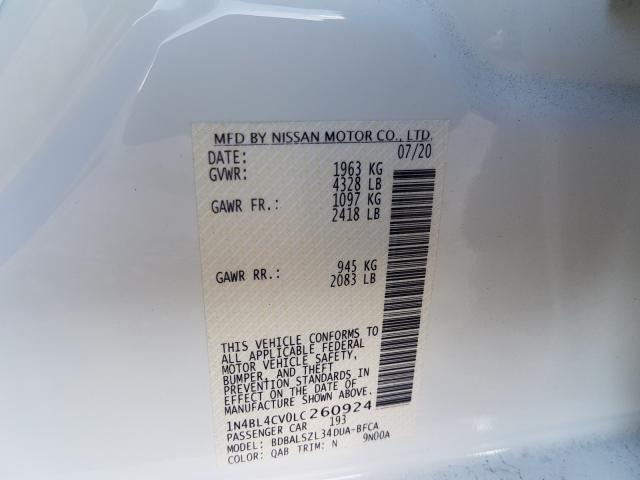 MFD BY NISSAN MOTOR CO., LTD.
DATE: 07/20
GVWR: 1963 KG
4328 LB
GAWR FR.: 1097 KG
2418 LB
GAWR RR.: 945 KG
2083 LB
THIS VEHICLE CONFORMS TO
ALL APPLICABLE FEDERAL
MOTOR VEHICLE SAFETY,
BUMPER, AND THEFT
PREVENTION STANDARDS IN
EFFECT ON THE DATE OF
MANUFACTURE SHOWN ABOVE.
1N4BL4CV0LC260924
PASSENGER CAR 193
MODEL: BDBALSZL34DUA-BFCA
COLOR: QAB TRIM: N 9N00A